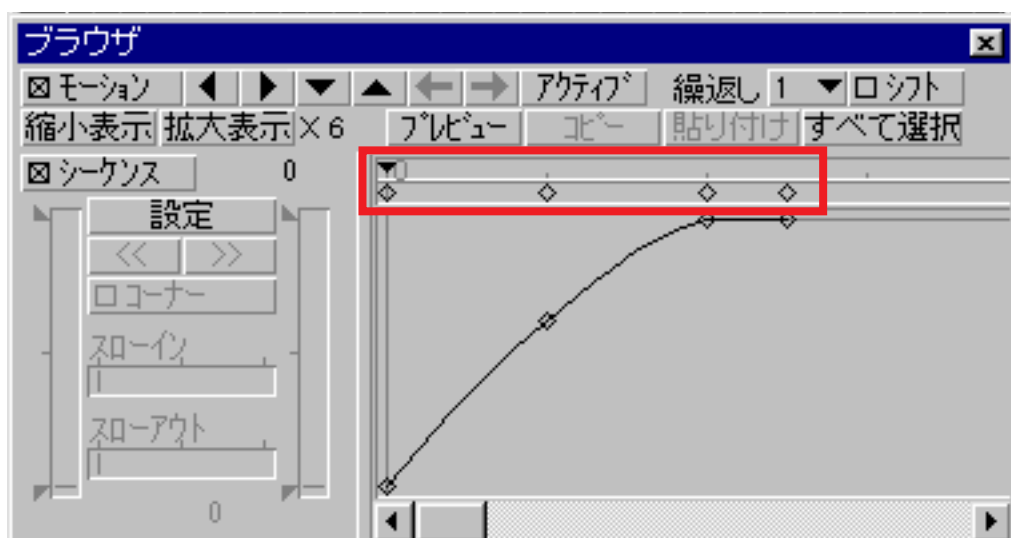 ブラウザ
モーション アクティブ 繰返し 1 シフト
縮小表示 拡大表示 × 6 プレビュー コピー 貼り付け すべて選択
シーケンス 0 0
設定
<< >>
コーナー
スローイン
スローアウト
0